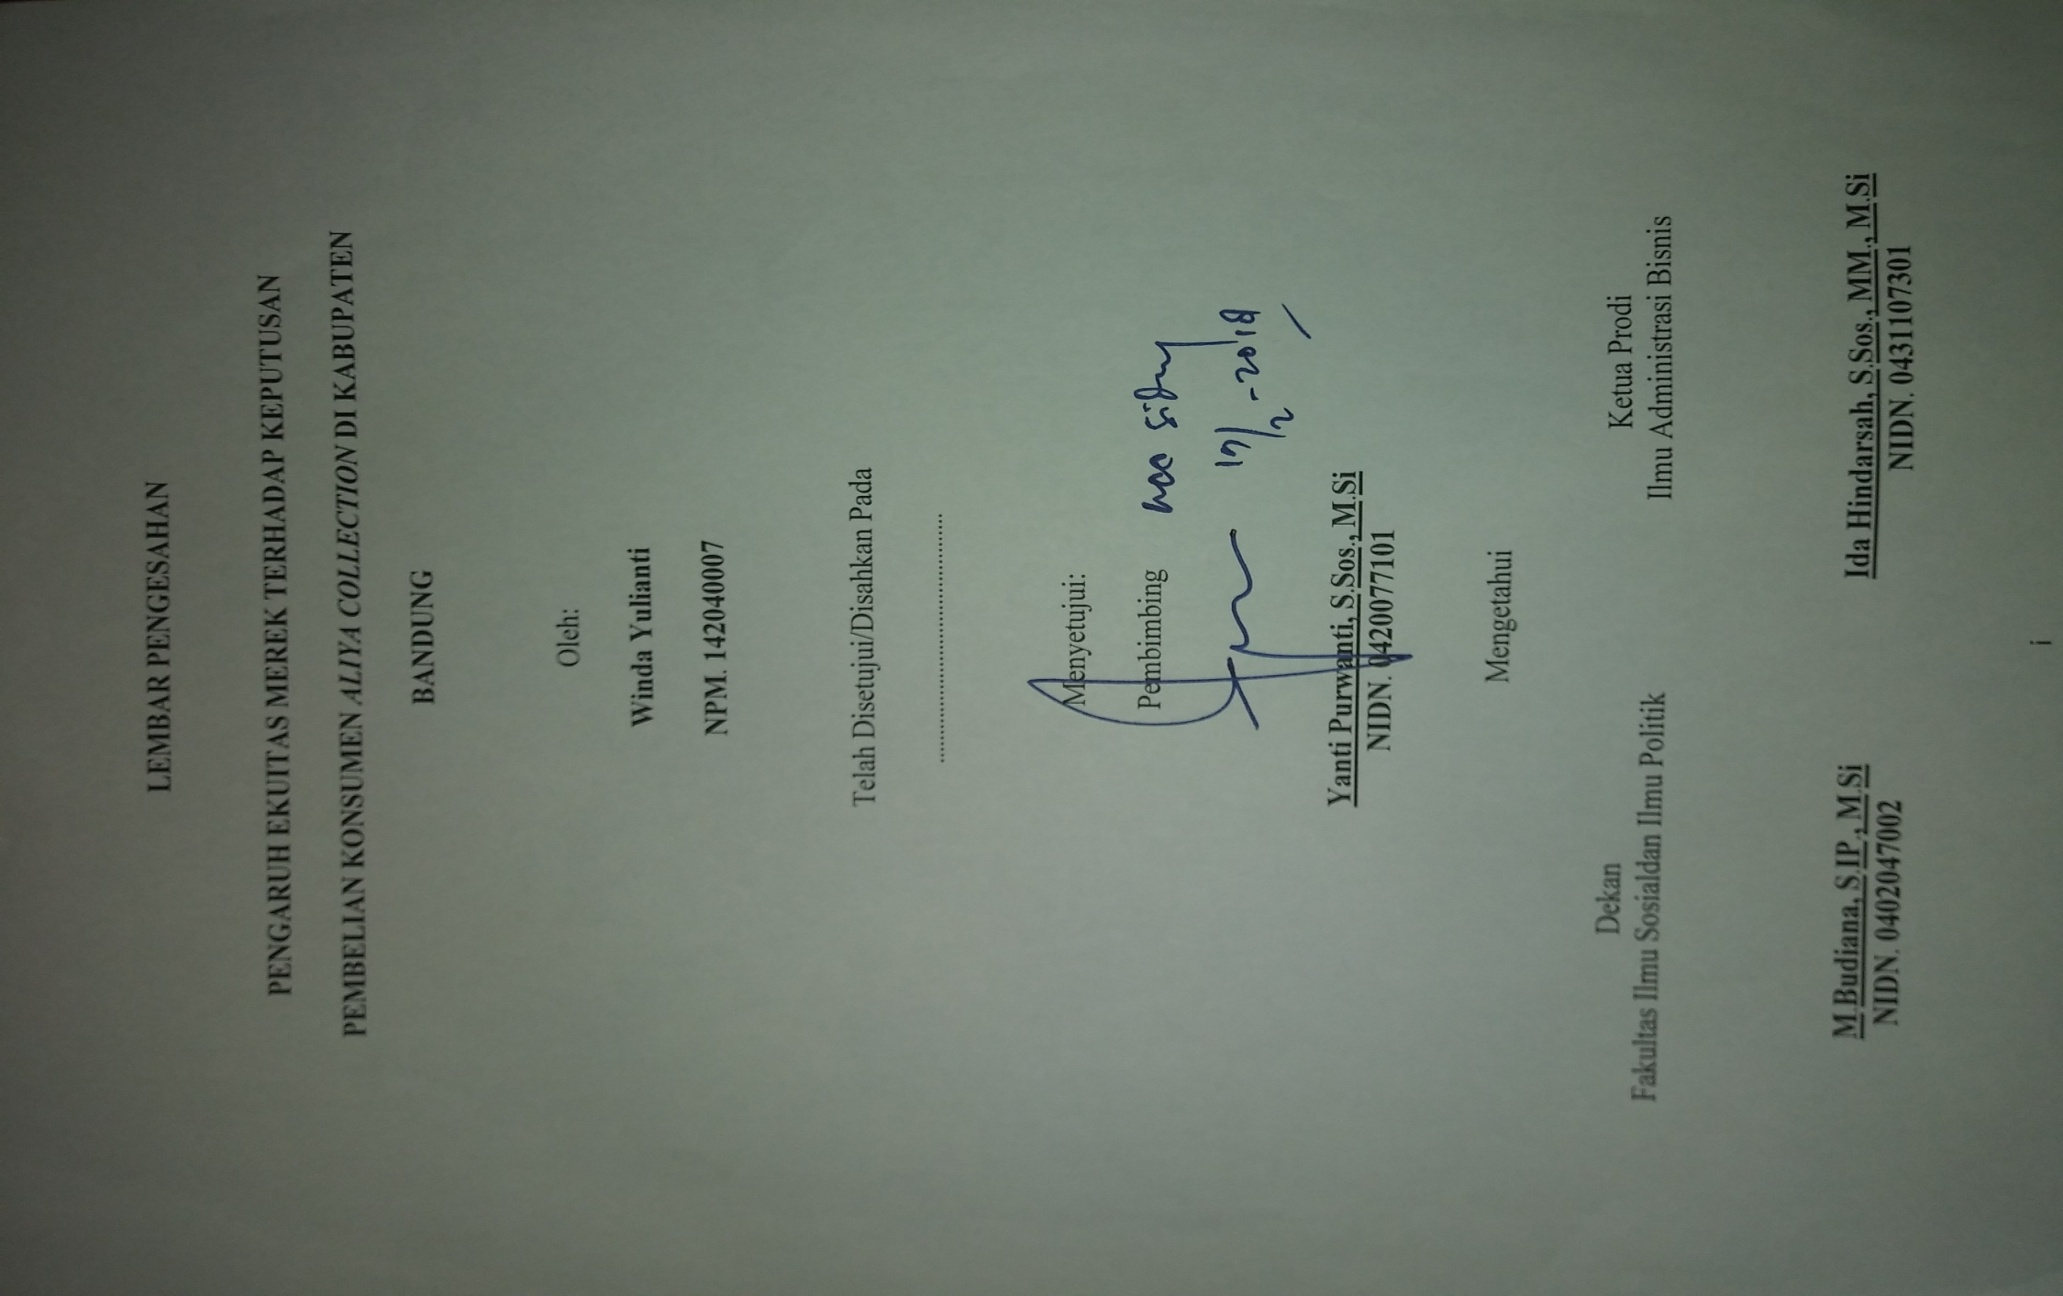 LEMBAR PENGESAHAN
PENGARUH EKUITAS MEREK TERHADAP KEPUTUSAN
PEMBELIAN KONSUMEN ALIYA COLLECTION DI KABUPATEN
BANDUNG
Oleh:
Winda Yulianti
NPM. 142040007
Telah Disetujui/Disahkan Pada
..........................................
Menyetujui:
Pembimbing
17/2 - 2018
Yanti Purwanti, S.Sos., M.Si
NIDN. 0420077101
Mengetahui
Dekan
Fakultas Ilmu Sosialdan Ilmu Politik
Ketua Prodi
Ilmu Administrasi Bisnis
M.Budiana, S.IP., M.Si
NIDN. 0402047002
Ida Hindarsah, S.Sos., MM., M.Si
NIDN. 0431107301
i